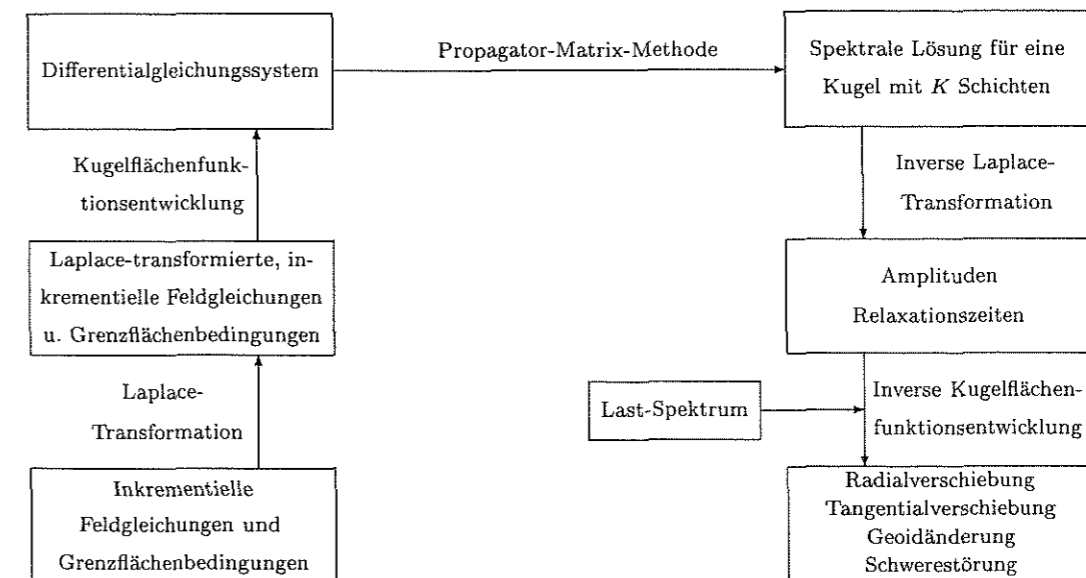 Differentialgleichungssystem
Propagator-Matrix-Methode
Spektrale Lösung für eine
Kugel mit K Schichten
Kugelflächenfunk-
tionsentwicklung
Inverse Laplace-
Transformation
Laplace-transformierte, in-
krementielle Feldgleichungen
u. Grenzflächenbedingungen
Amplituden
Relaxationszeiten
Laplace-
Transformation
Last-Spektrum
Inverse Kugelflächen-
funktionsentwicklung
Inkrementielle
Feldgleichungen und
Grenzflächenbedingungen
Radialverschiebung
Tangentialverschiebung
Geoidänderung
Schwerestörung